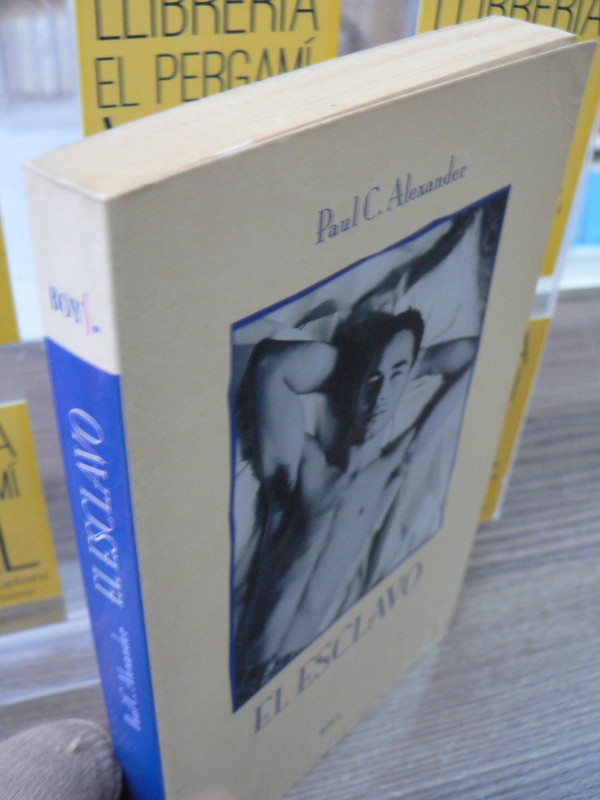 LLIBRERIA
EL PERGAMÍ
LLIBRERIA
Paul C. Alexander
EL ESCLAVO
BOY
EL ESCLAVO
Paul C. Alexander